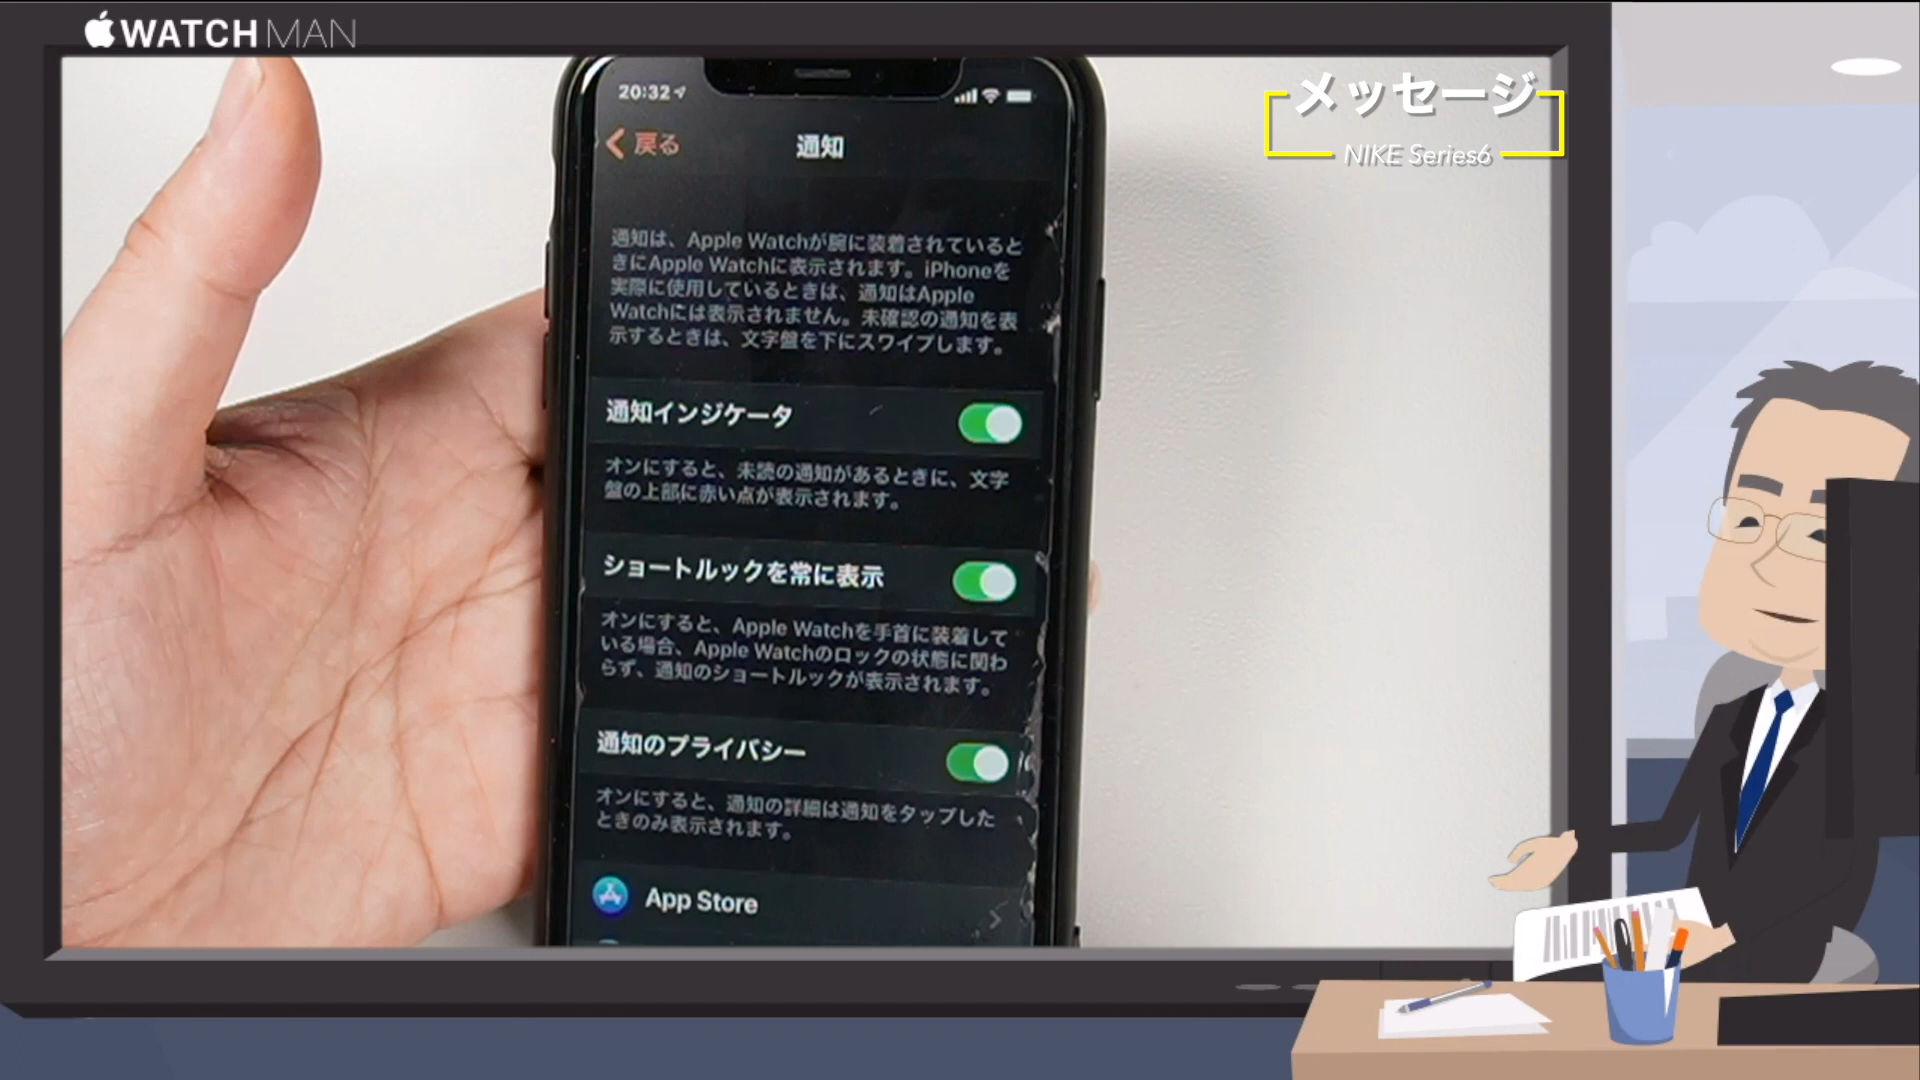 WATCHMAN
メッセージ
NIKE Series6
20:32
戻る
通知
通知は、Apple Watchが腕に装着されていると
きにApple Watchに表示されます。iPhoneを
実際に使用しているときは、通知はApple
Watchには表示されません。未確認の通知を表
示するときは、文字盤を下にスワイプします。
通知インジケータ
オンにすると、未読の通知があるときに、文字
盤の上部に赤い点が表示されます。
ショートルックを常に表示
オンにすると、Apple Watchを手首に装着して
いる場合、Apple Watchのロックの状態に関わ
らず、通知のショートルックが表示されます。
通知のプライバシー
オンにすると、通知の詳細は通知をタップした
ときのみ表示されます。
App Store